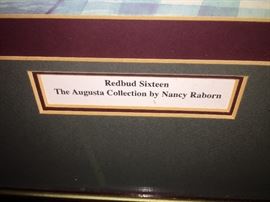 Redbud Sixteen
The Augusta Collection by Nancy Raborn